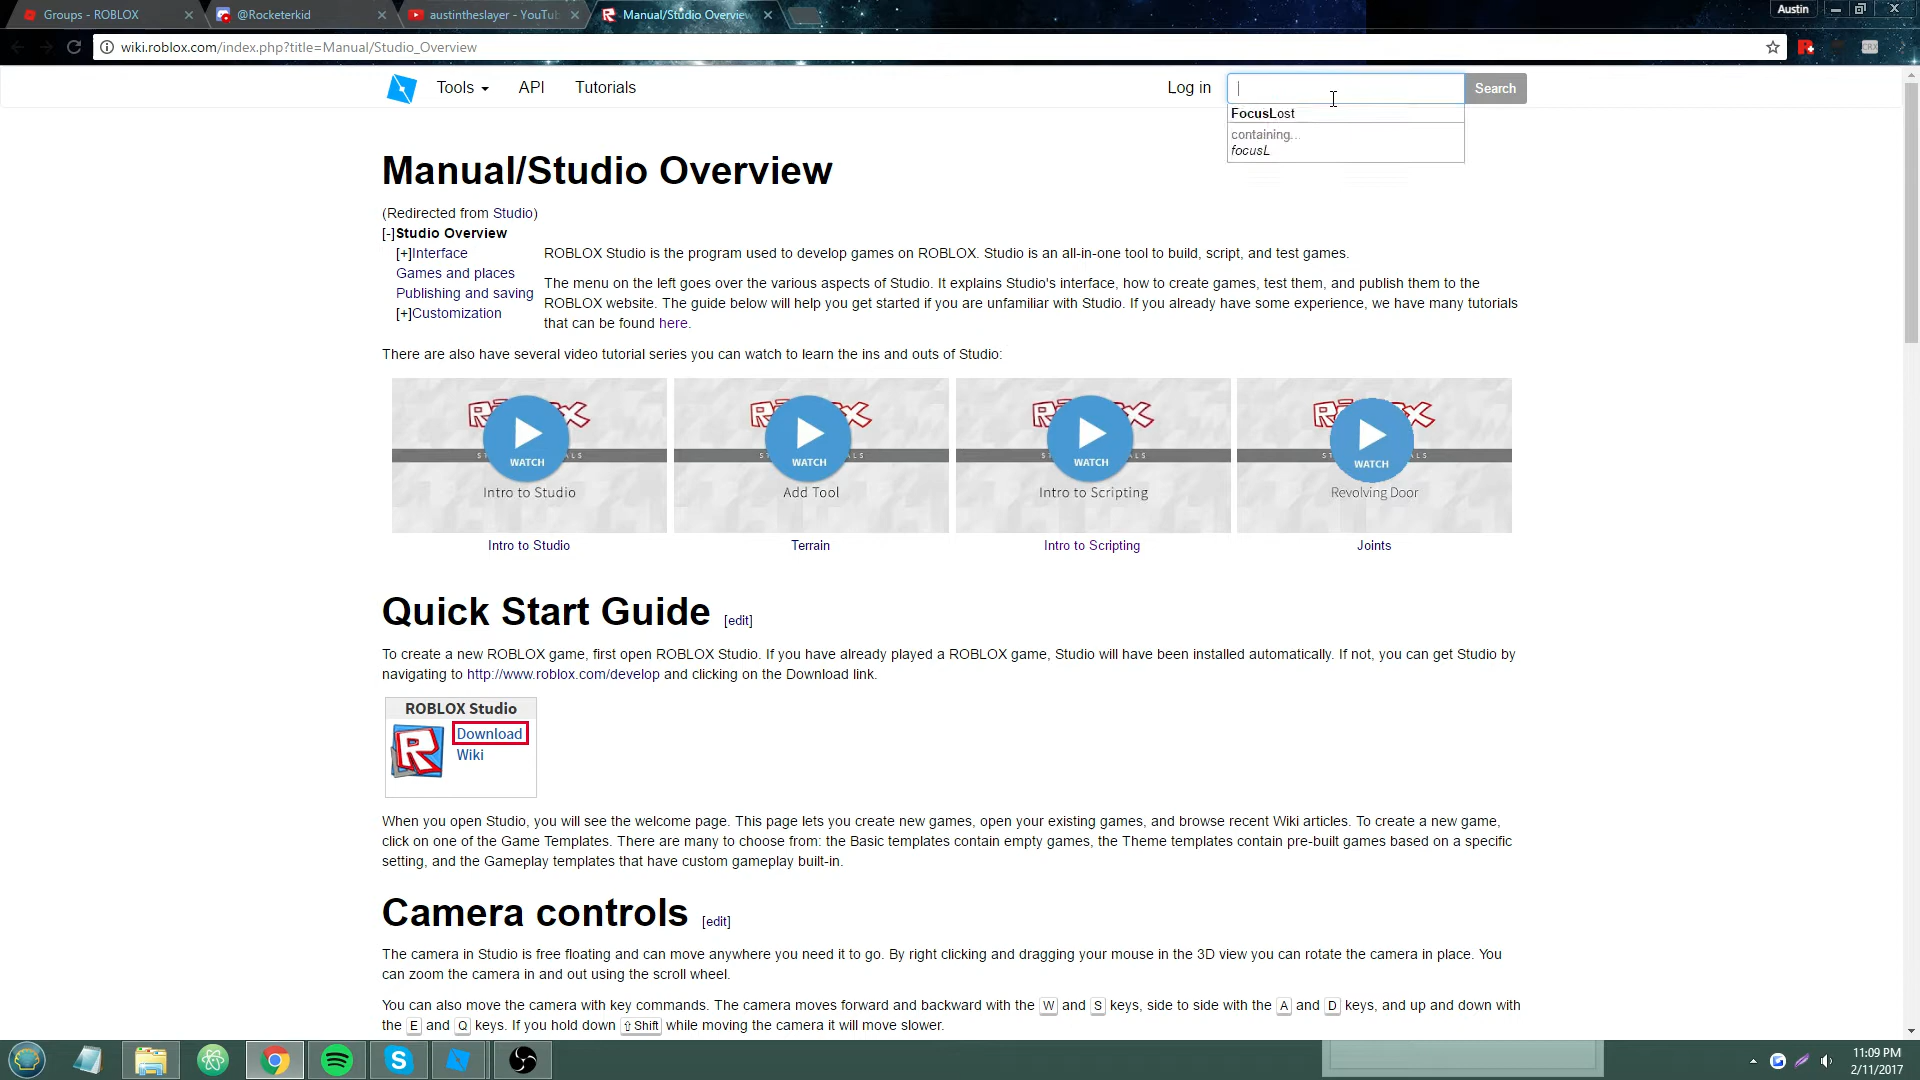 Groups - ROBLOX
@Rocketerkid
austintheslayer - YouTub
Manual/Studio Overview
Austin
wiki.roblox.com/index.php?title=Manual/Studio_Overview
CRX
Tools
API
Tutorials
Log in
Search
FocusLost
containing...
focusL
Manual/Studio Overview
(Redirected from Studio)
[-]Studio Overview
[+]Interface
Games and places
Publishing and saving
[+]Customization
ROBLOX Studio is the program used to develop games on ROBLOX. Studio is an all-in-one tool to build, script, and test games.
The menu on the left goes over the various aspects of Studio. It explains Studio's interface, how to create games, test them, and publish them to the
ROBLOX website. The guide below will help you get started if you are unfamiliar with Studio. If you already have some experience, we have many tutorials
that can be found here.
There are also have several video tutorial series you can watch to learn the ins and outs of Studio:
WATCH
Intro to Studio
WATCH
Add Tool
WATCH
Intro to Scripting
WATCH
Revolving Door
Intro to Studio
Terrain
Intro to Scripting
Joints
Quick Start Guide [edit]
To create a new ROBLOX game, first open ROBLOX Studio. If you have already played a ROBLOX game, Studio will have been installed automatically. If not, you can get Studio by
navigating to http://www.roblox.com/develop and clicking on the Download link.
ROBLOX Studio
Download
Wiki
When you open Studio, you will see the welcome page. This page lets you create new games, open your existing games, and browse recent Wiki articles. To create a new game,
click on one of the Game Templates. There are many to choose from: the Basic templates contain empty games, the Theme templates contain pre-built games based on a specific
setting, and the Gameplay templates that have custom gameplay built-in.
Camera controls [edit]
The camera in Studio is free floating and can move anywhere you need it to go. By right clicking and dragging your mouse in the 3D view you can rotate the camera in place. You
can zoom the camera in and out using the scroll wheel.
You can also move the camera with key commands. The camera moves forward and backward with the W and S keys, side to side with the A and D keys, and up and down with
the E and Q keys. If you hold down ⇧ Shift while moving the camera it will move slower.
11:09 PM
2/11/2017